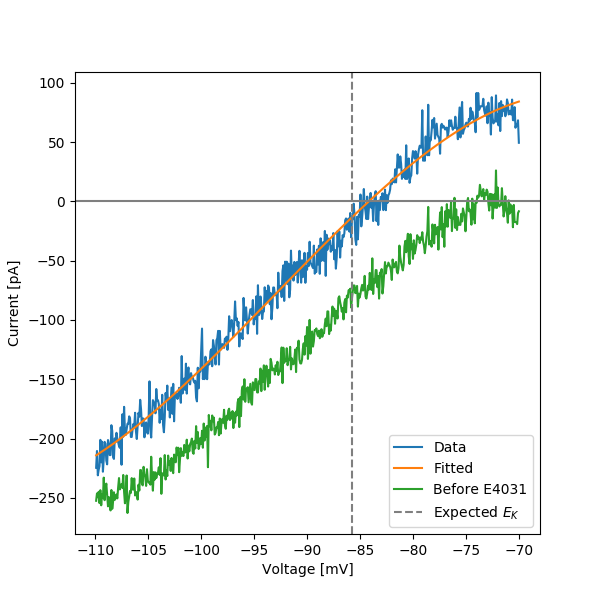 100
50
0
−50
−100
−150
−200
−250
Current [pA]
Data
Fitted
Before E4031
Expected E_K
−110 −105 −100 −95 −90 −85 −80 −75 −70
Voltage [mV]